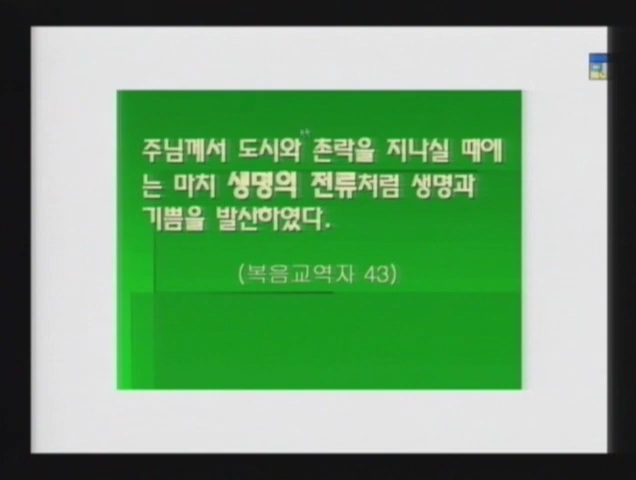 주님께서 도시와 촌락을 지나실 때에
는 마치 생명의 전류처럼 생명과
기쁨을 발산하였다.
(복음교역자 43)